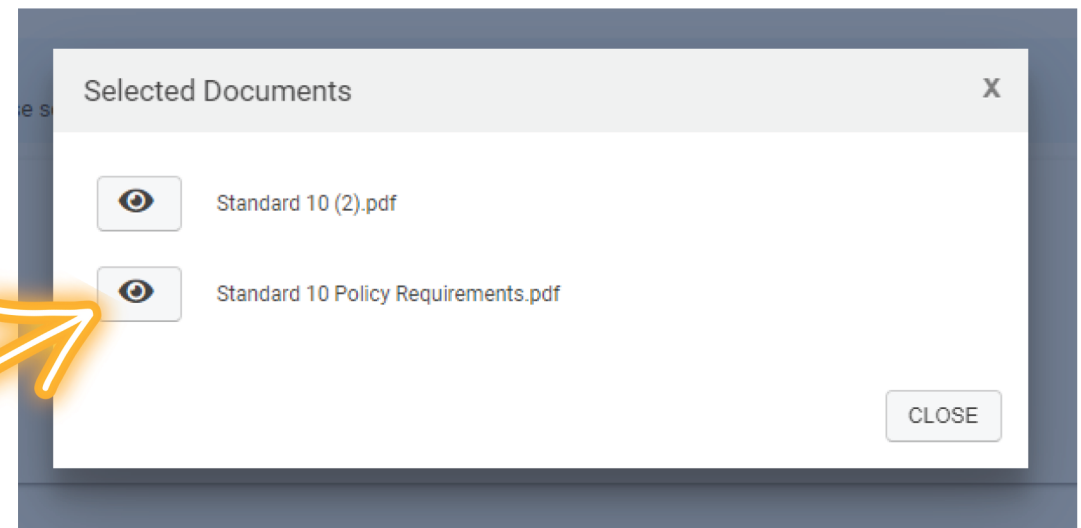 Selected Documents X
e s
Standard 10 (2).pdf
Standard 10 Policy Requirements.pdf
CLOSE